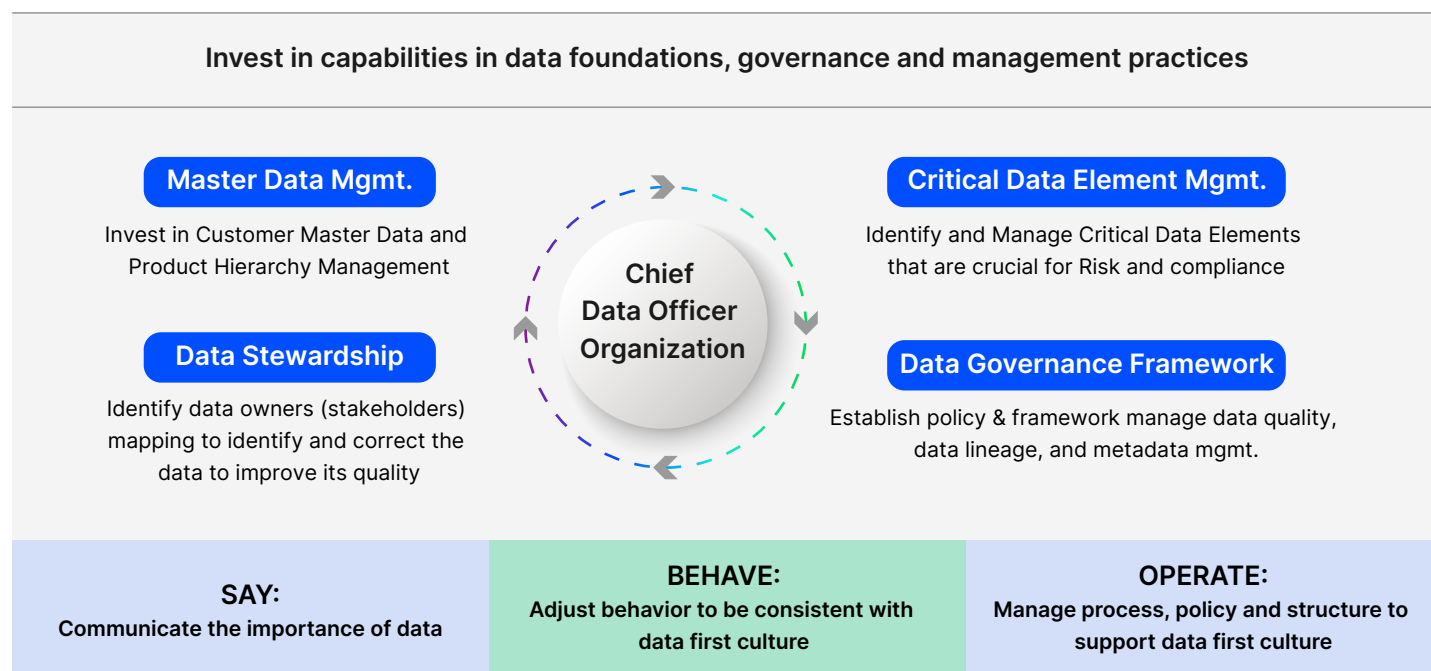 Invest in capabilities in data foundations, governance and management practices
Master Data Mgmt.
Invest in Customer Master Data and
Product Hierarchy Management
Data Stewardship
Identify data owners (stakeholders)
mapping to identify and correct the
data to improve its quality
Chief
Data Officer
Organization
Critical Data Element Mgmt.
Identify and Manage Critical Data Elements
that are crucial for Risk and compliance
Data Governance Framework
Establish policy & framework manage data quality,
data lineage, and metadata mgmt.
SAY:
Communicate the importance of data
BEHAVE:
Adjust behavior to be consistent with
data first culture
OPERATE:
Manage process, policy and structure to
support data first culture